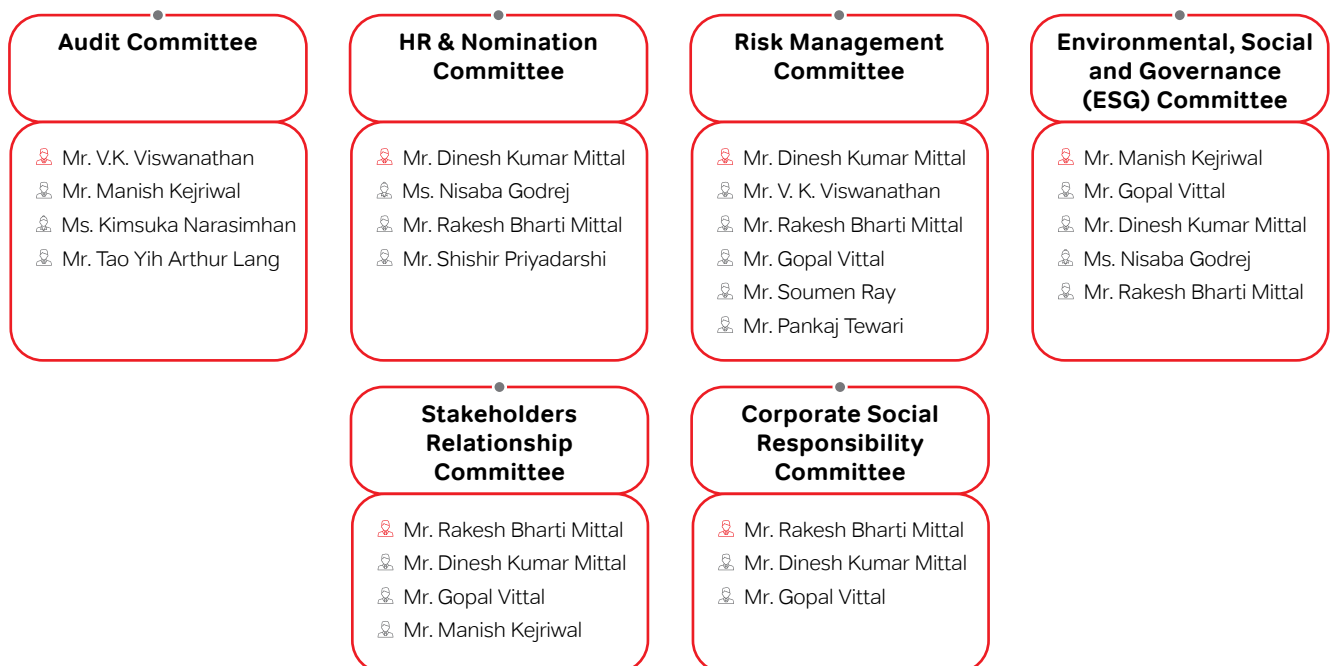 Audit Committee
Mr. V.K. Viswanathan
Mr. Manish Kejriwal
Ms. Kimsuka Narasimhan
Mr. Tao Yih Arthur Lang
HR & Nomination
Committee
Mr. Dinesh Kumar Mittal
Ms. Nisaba Godrej
Mr. Rakesh Bharti Mittal
Mr. Shishir Priyadarshi
Risk Management
Committee
Mr. Dinesh Kumar Mittal
Mr. V. K. Viswanathan
Mr. Rakesh Bharti Mittal
Mr. Gopal Vittal
Mr. Soumen Ray
Mr. Pankaj Tewari
Environmental, Social
and Governance
(ESG) Committee
Mr. Manish Kejriwal
Mr. Gopal Vittal
Mr. Dinesh Kumar Mittal
Ms. Nisaba Godrej
Mr. Rakesh Bharti Mittal
Stakeholders
Relationship
Committee
Mr. Rakesh Bharti Mittal
Mr. Dinesh Kumar Mittal
Mr. Gopal Vittal
Mr. Manish Kejriwal
Corporate Social
Responsibility
Committee
Mr. Rakesh Bharti Mittal
Mr. Dinesh Kumar Mittal
Mr. Gopal Vittal